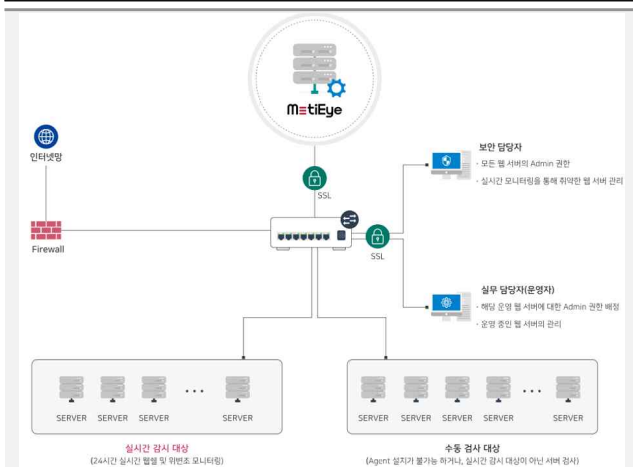 MetiEye
인터넷망
SSL
보안 담당자
- 모든 웹 서버의 Admin 권한
- 실시간 모니터링을 통해 취약한 웹 서버 관리
Firewall
SSL
실무 담당자(운영자)
- 해당 운영 웹 서버에 대한 Admin 권한 배정
- 운영 중인 웹 서버의 관리
SERVER SERVER SERVER ••• SERVER
SERVER SERVER SERVER SERVER ••• SERVER
실시간 감시 대상
(24시간 실시간 웹쉘 및 위변조 모니터링)
수동 검사 대상
(Agent 설치가 불가능 하거나, 실시간 감시 대상이 아닌 서버 검사)